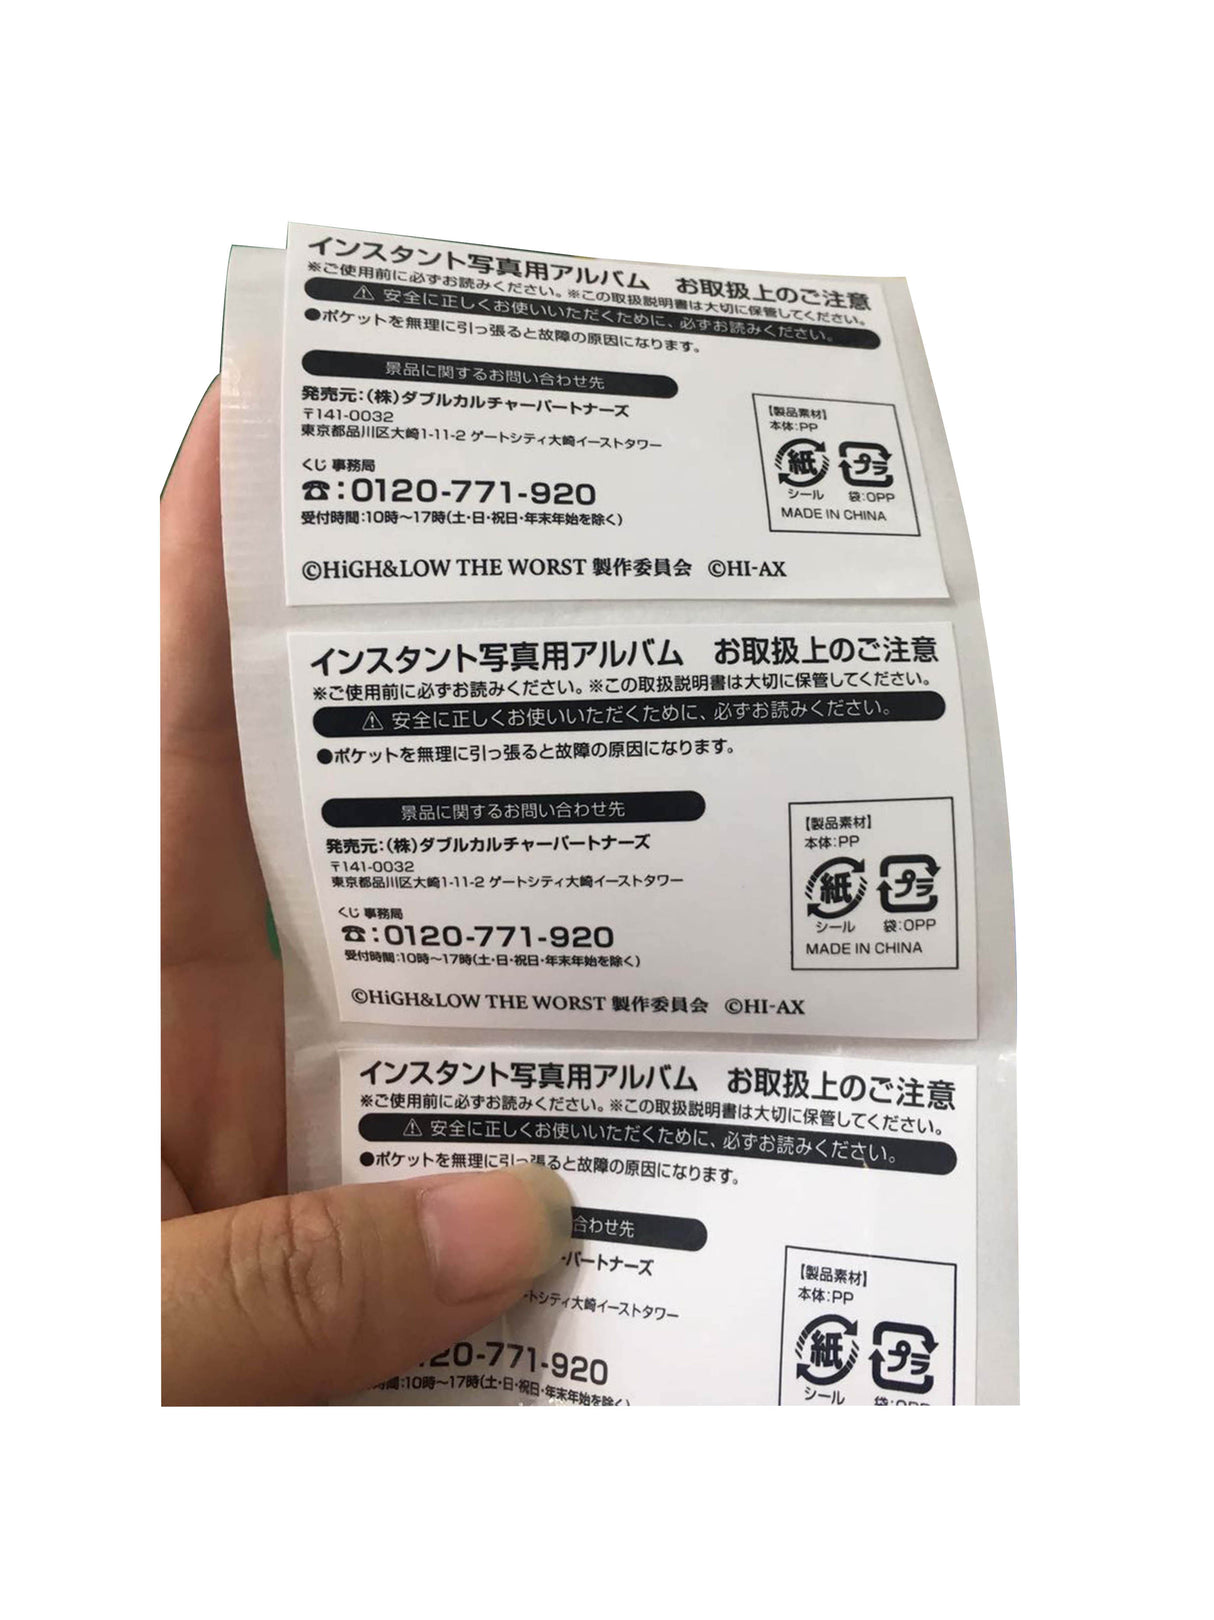 インスタント写真用アルバム お取扱上のご注意
※ご使用前に必ずお読みください。※この取扱説明書は大切に保管してください。
⚠ 安全に正しくお使いいただくために、必ずお読みください。
●ポケットを無理に引っ張ると故障の原因になります。
景品に関するお問い合わせ先
発売元:(株)ダブルカルチャーパートナーズ
〒141-0032
東京都品川区大崎1-11-2 ゲートシティ大崎イーストタワー
くじ 事務局
☎:0120-771-920
受付時間:10時～17時(土・日・祝日・年末年始を除く)
【製品素材】
本体:PP
紙 プラ
シール 袋:OPP
MADE IN CHINA
©HiGH&LOW THE WORST 製作委員会 ©HI-AX
インスタント写真用アルバム お取扱上のご注意
※ご使用前に必ずお読みください。※この取扱説明書は大切に保管してください。
⚠ 安全に正しくお使いいただくために、必ずお読みください。
●ポケットを無理に引っ張ると故障の原因になります。
景品に関するお問い合わせ先
発売元:(株)ダブルカルチャーパートナーズ
〒141-0032
東京都品川区大崎1-11-2 ゲートシティ大崎イーストタワー
くじ 事務局
☎:0120-771-920
受付時間:10時～17時(土・日・祝日・年末年始を除く)
【製品素材】
本体:PP
紙 プラ
シール 袋:OPP
MADE IN CHINA
©HiGH&LOW THE WORST 製作委員会 ©HI-AX
インスタント写真用アルバム お取扱上のご注意
※ご使用前に必ずお読みください。※この取扱説明書は大切に保管してください。
⚠ 安全に正しくお使いいただくために、必ずお読みください。
●ポケットを無理に引っ張ると故障の原因になります。
合わせ先
ーパートナーズ
トシティ大崎イーストタワー
20-771-920
時間:10時～17時(土・日・祝日・年末年始を除く)
【製品素材】
本体:PP
紙 プラ
シール 袋:OPP